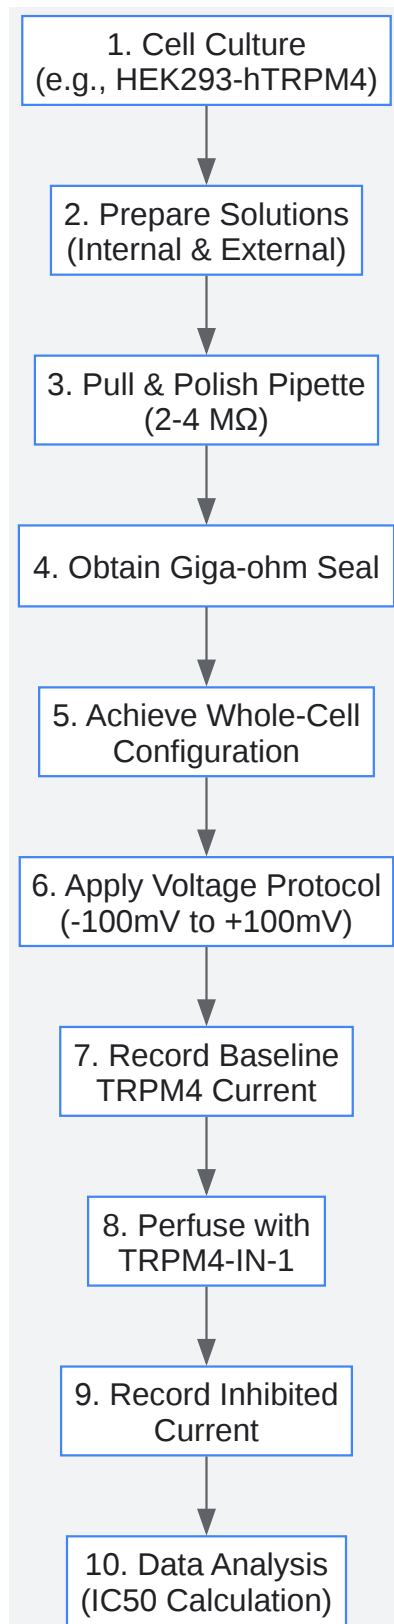 1. Cell Culture
(e.g., HEK293-hTRPM4)
2. Prepare Solutions
(Internal & External)
3. Pull & Polish Pipette
(2-4 MΩ)
4. Obtain Giga-ohm Seal
5. Achieve Whole-Cell
Configuration
6. Apply Voltage Protocol
(-100mV to +100mV)
7. Record Baseline
TRPM4 Current
8. Perfuse with
TRPM4-IN-1
9. Record Inhibited
Current
10. Data Analysis
(IC50 Calculation)